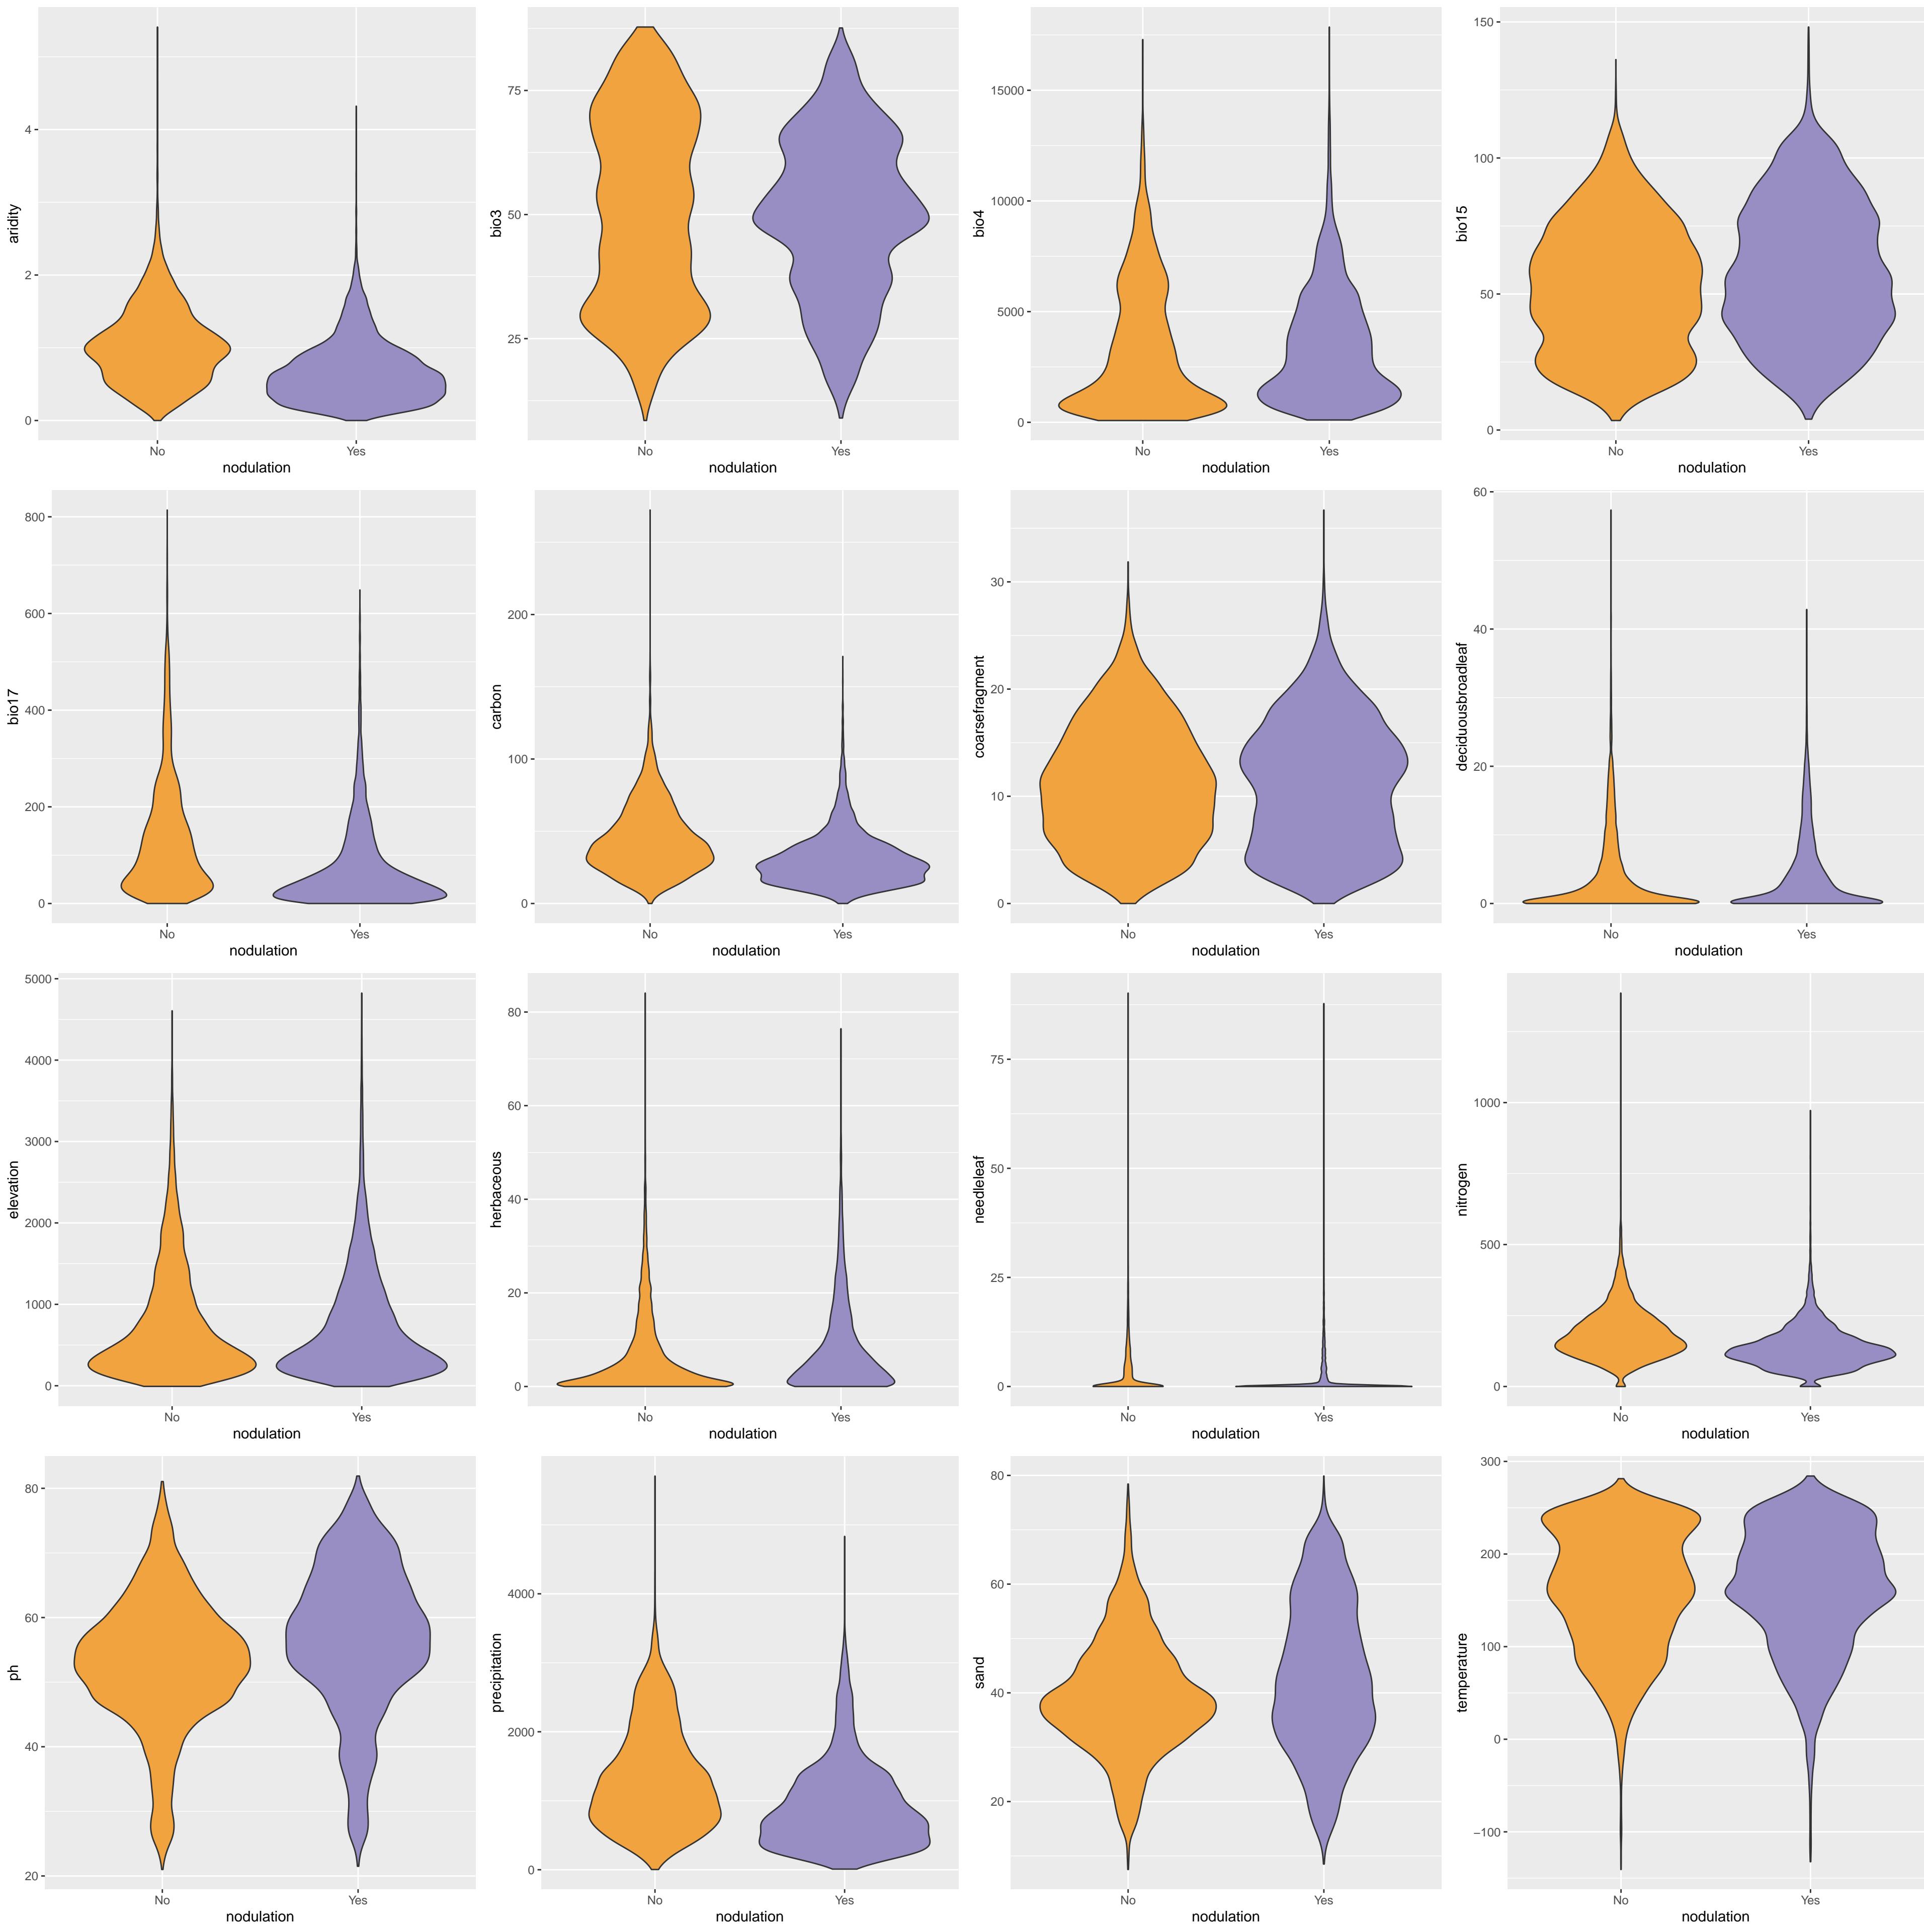 aridity
4
2
0
No
Yes
nodulation
bio3
75
50
25
No
Yes
nodulation
bio4
15000
10000
5000
0
No
Yes
nodulation
bio15
150
100
50
0
No
Yes
nodulation
bio17
800
600
400
200
0
No
Yes
nodulation
carbon
200
100
0
No
Yes
nodulation
coarsefragment
30
20
10
0
No
Yes
nodulation
deciduousbroadleaf
60
40
20
0
No
Yes
nodulation
elevation
5000
4000
3000
2000
1000
0
No
Yes
nodulation
herbaceous
80
60
40
20
0
No
Yes
nodulation
needleleaf
75
50
25
0
No
Yes
nodulation
nitrogen
1000
500
0
No
Yes
nodulation
ph
80
60
40
20
No
Yes
nodulation
precipitation
4000
2000
0
No
Yes
nodulation
sand
80
60
40
20
No
Yes
nodulation
temperature
300
200
100
0
−100
No
Yes
nodulation